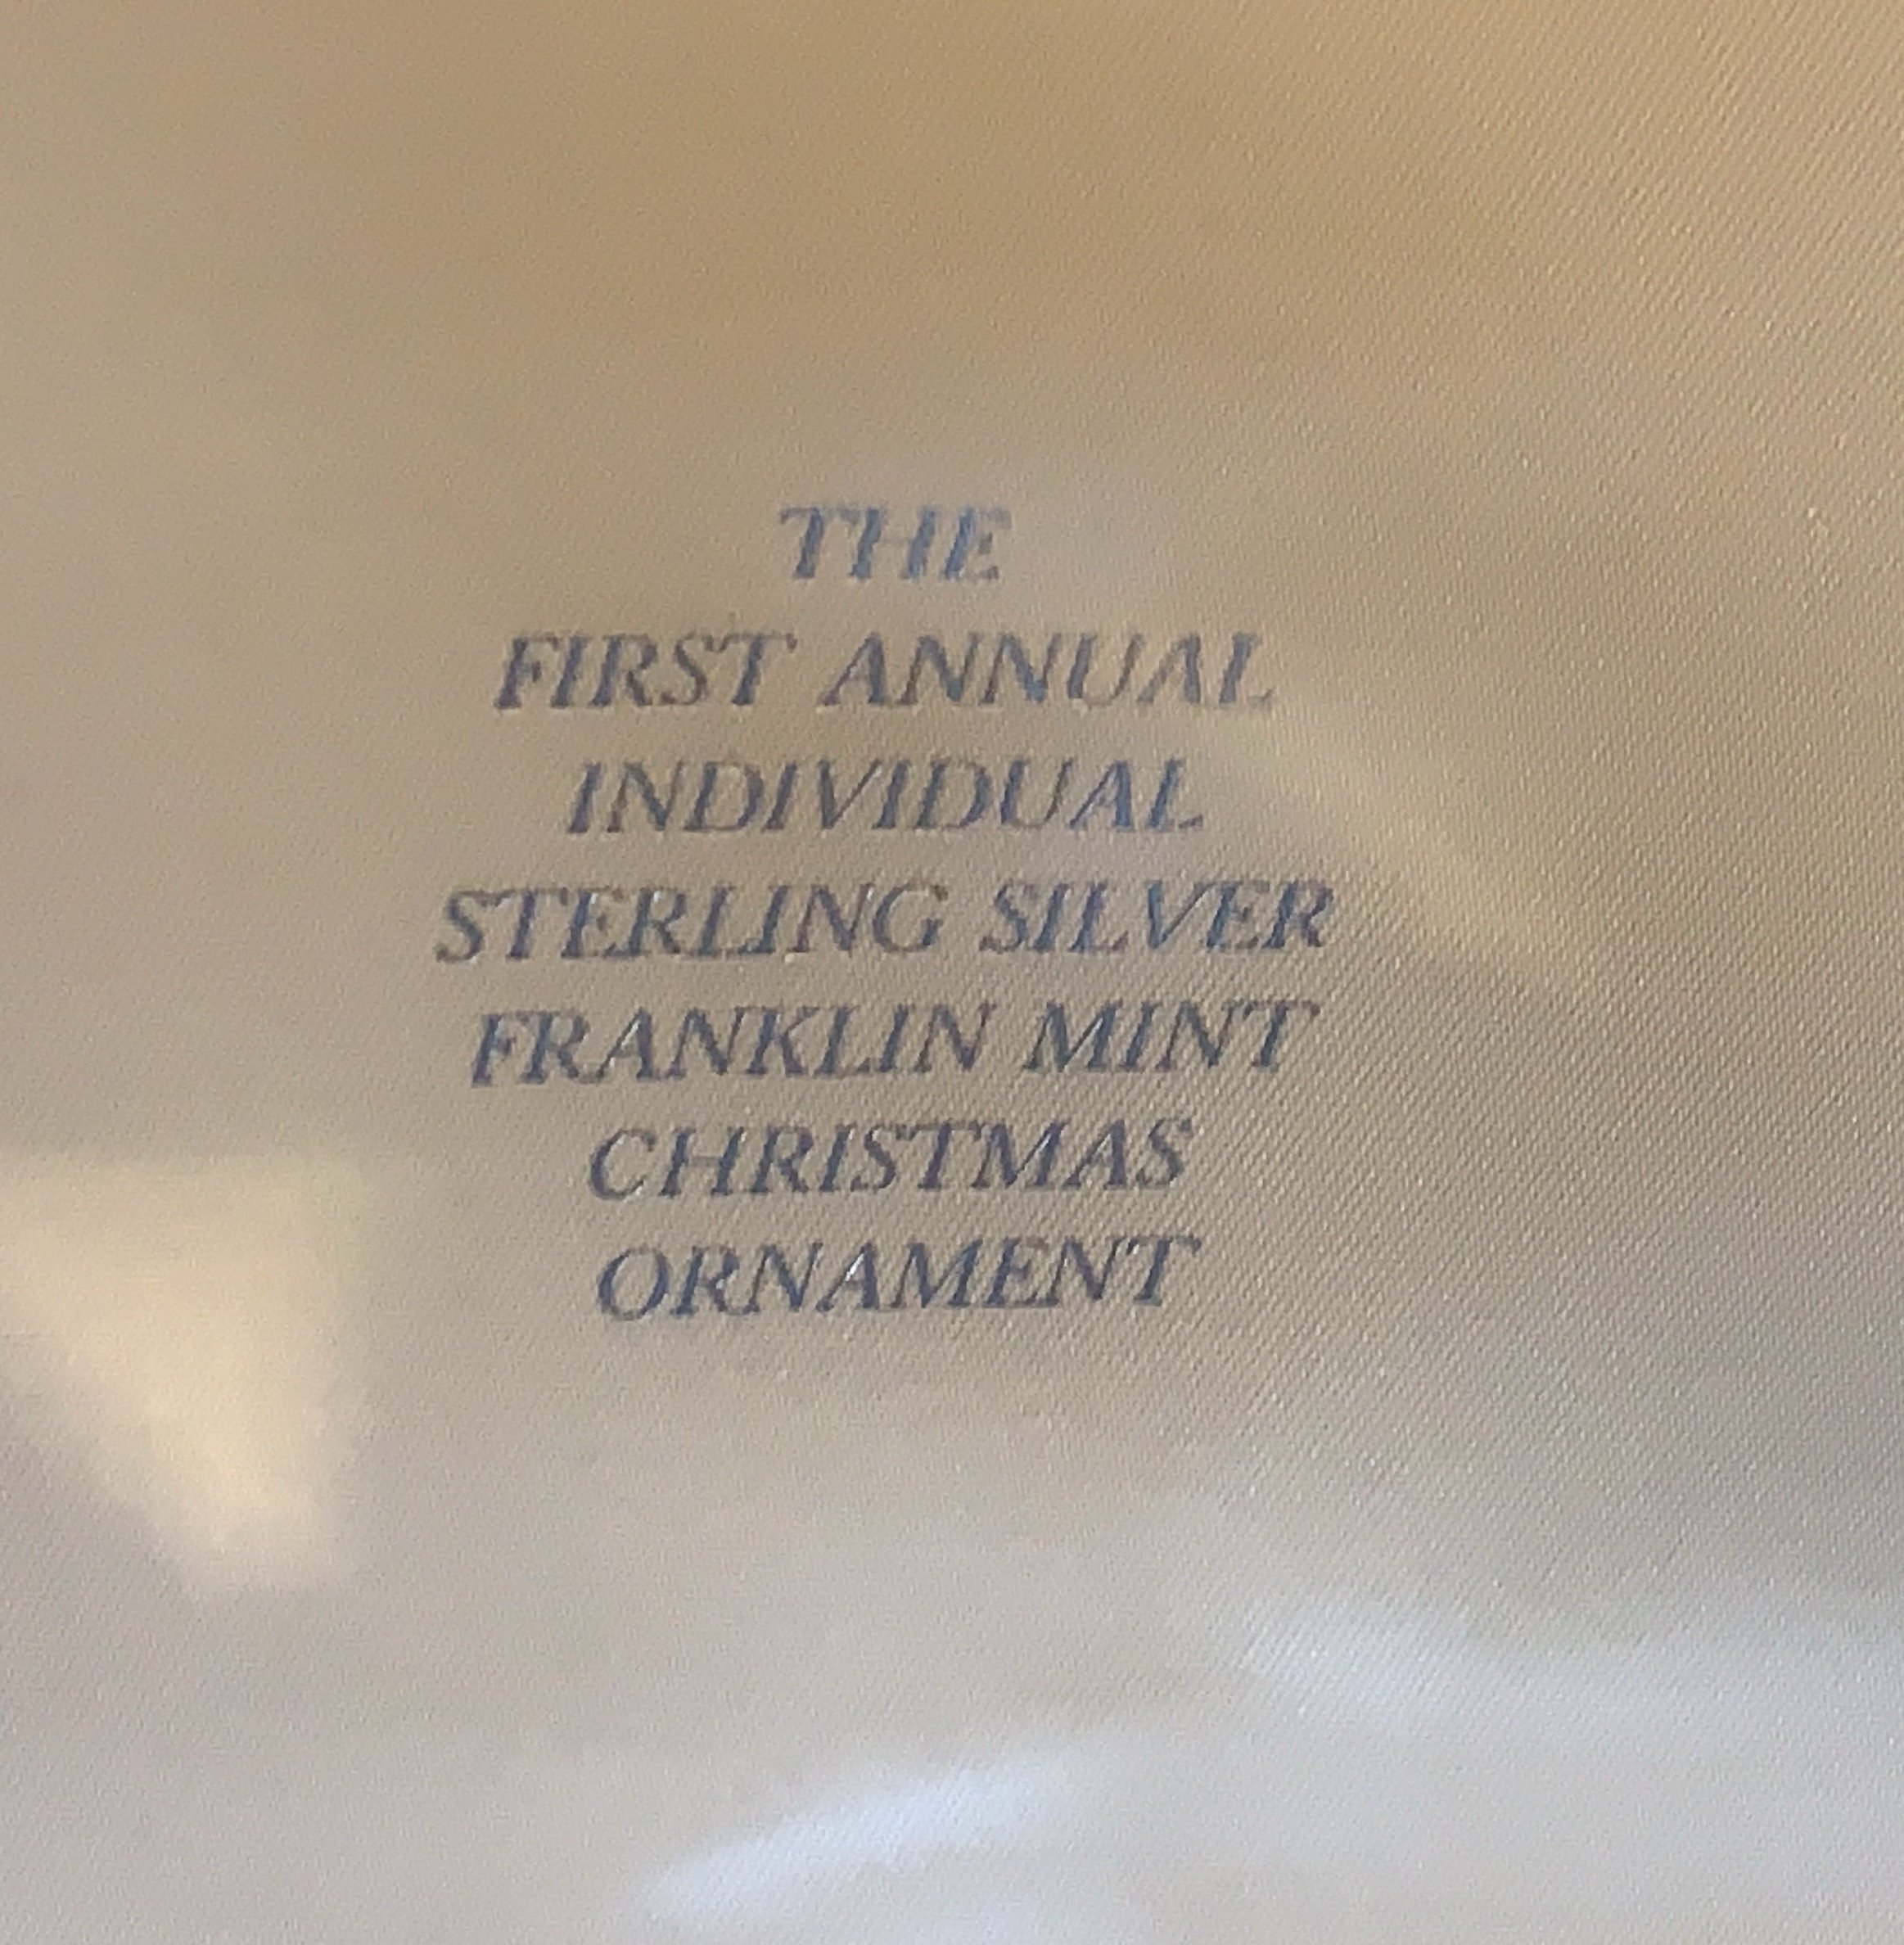 THE
FIRST ANNUAL
INDIVIDUAL
STERLING SILVER
FRANKLIN MINT
CHRISTMAS
ORNAMENT